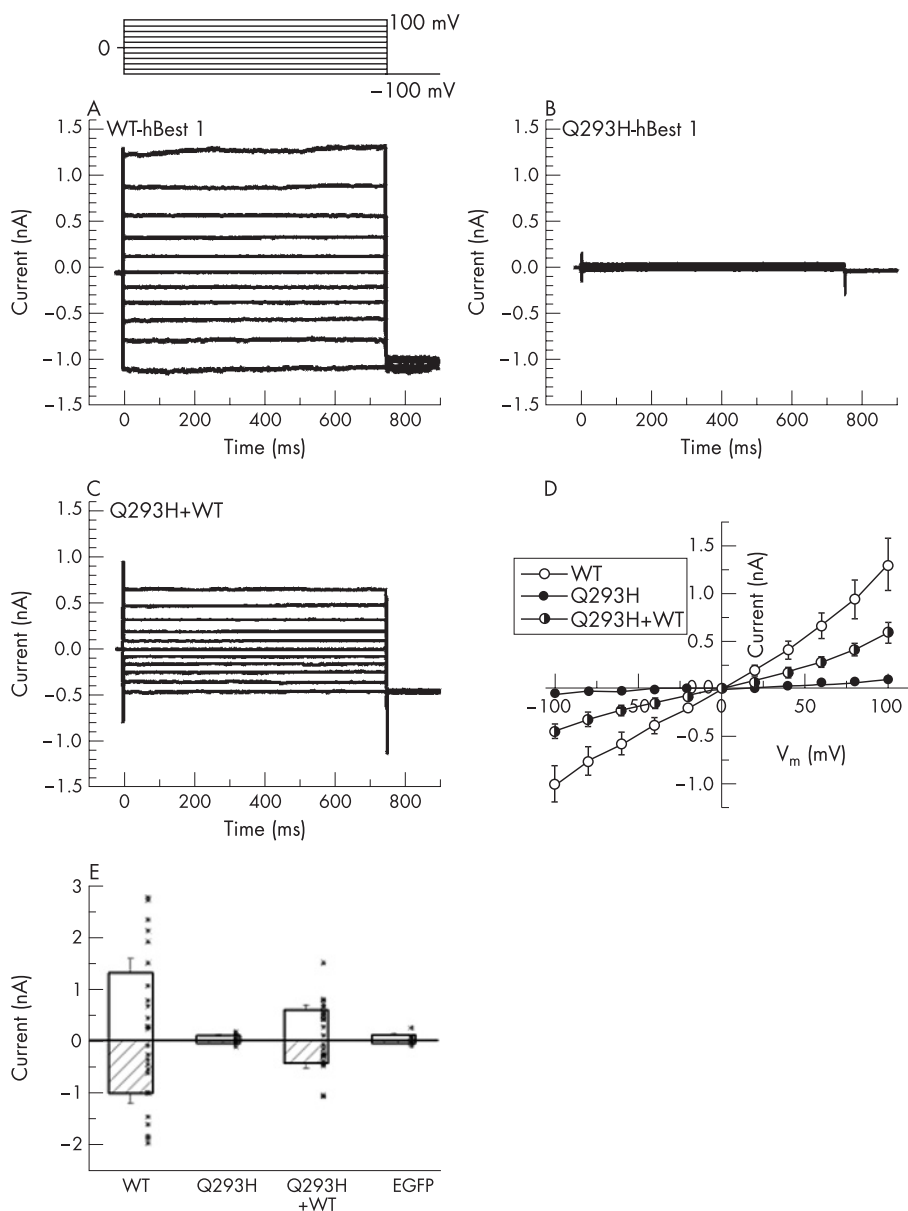 100 mV
0
−100 mV
A
WT-hBest 1
1.5
1.0
0.5
0.0
−0.5
−1.0
−1.5
Current (nA)
0 200 400 600 800
Time (ms)
B
Q293H-hBest 1
1.5
1.0
0.5
0.0
−0.5
−1.0
−1.5
Current (nA)
0 200 400 600 800
Time (ms)
C
Q293H+WT
1.5
1.0
0.5
0.0
−0.5
−1.0
−1.5
Current (nA)
0 200 400 600 800
Time (ms)
D
WT
Q293H
Q293H+WT
1.5
1.0
0.5
0
−0.5
−1.0
Current (nA)
−100 −50 50 100
Vm (mV)
E
3
2
1
0
−1
−2
Current (nA)
WT Q293H Q293H EGFP
+WT